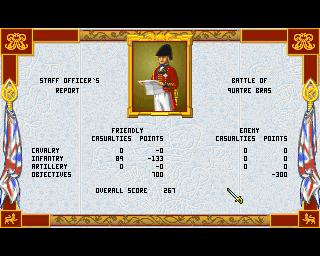 STAFF OFFICER'S
REPORT
BATTLE OF
QUATRE BRAS
FRIENDLY ENEMY
CASUALTIES POINTS CASUALTIES POINTS
CAVALRY 0 -0 0 0
INFANTRY 89 -133 0 0
ARTILLERY 0 -0 0 0
OBJECTIVES 700 -300
OVERALL SCORE 267